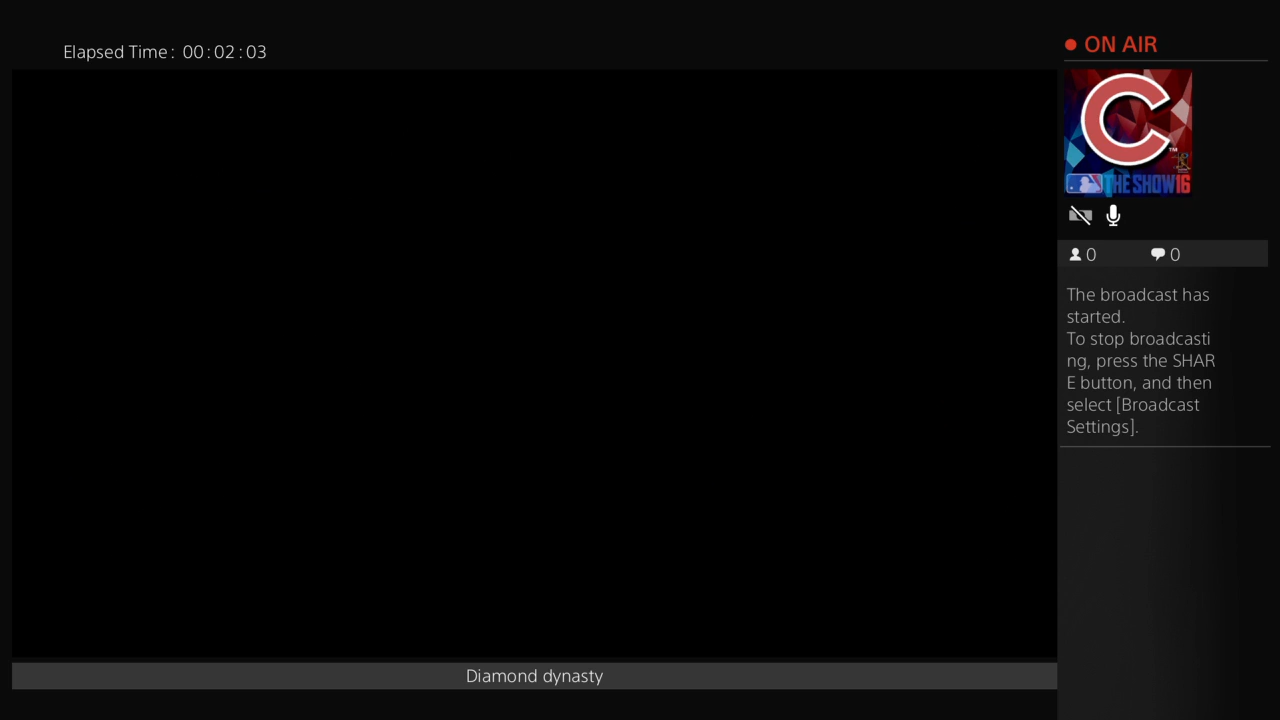 Elapsed Time: 00:02:03
ON AIR
C
TM
THE SHOW16
0
0
The broadcast has
started.
To stop broadcasti
ng, press the SHAR
E button, and then
select [Broadcast
Settings].
Diamond dynasty